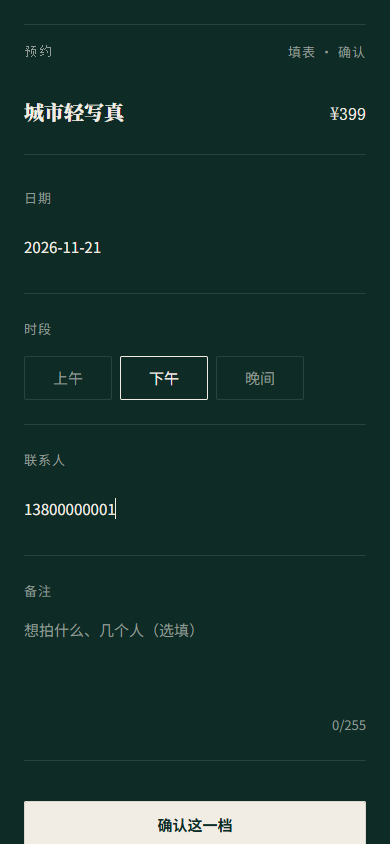 预约
填表 · 确认
城市轻写真
¥399
日期
2026-11-21
时段
上午 下午 晚间
联系人
13800000001
备注
想拍什么、几个人（选填）
0/255
确认这一档